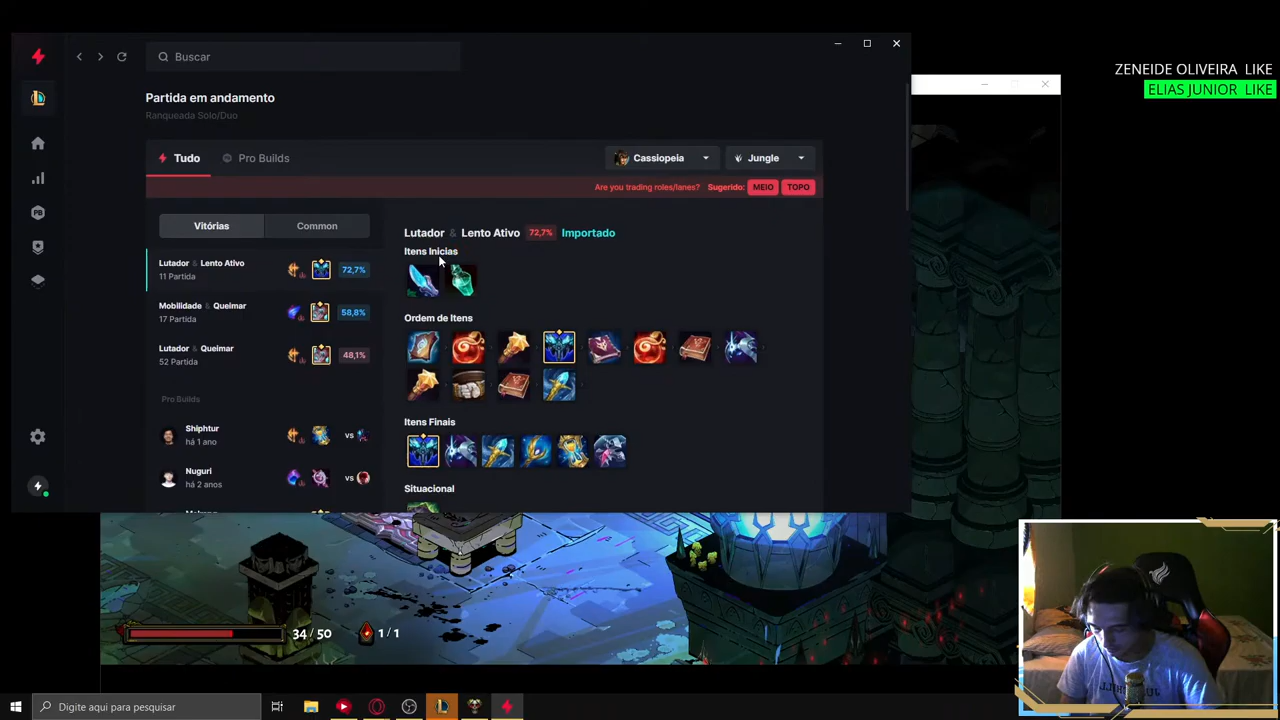 Buscar
ZENEIDE OLIVEIRA LIKE
ELIAS JUNIOR LIKE
Partida em andamento
Ranqueada Solo/Duo
Tudo
Pro Builds
Cassiopeia
Jungle
Are you trading roles/lanes? Sugerido: MEIO TOPO
Vitórias
Common
Lutador & Lento Ativo
11 Partida
72,7%
Mobilidade & Queimar
17 Partida
58,8%
Lutador & Queimar
52 Partida
48,1%
Pro Builds
Shiphtur
há 1 ano
vs
Nuguri
há 2 anos
vs
Lutador & Lento Ativo 72,7% Importado
Itens Inicias
Ordem de Itens
Itens Finais
Situacional
34 / 50
1 / 1
Digite aqui para pesquisar